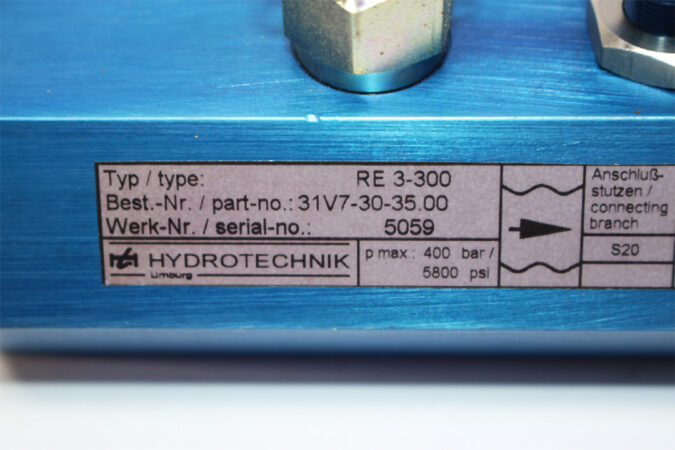 Typ / type: RE 3-300
Best.-Nr. / part-no.: 31V7-30-35.00
Werk-Nr. / serial-no.: 5059
HYDROTECHNIK
Limburg
p max : 400 bar /
5800 psi
Anschluß-
stutzen /
connecting
branch
S20